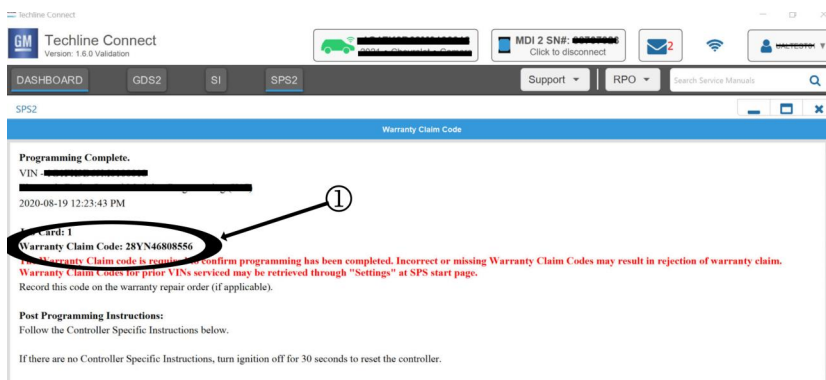 Techline Connect
GM
Techline Connect
Version: 1.6.0 Validation
MDI 2 SN#:
Click to disconnect
2
DASHBOARD
GDS2
SI
SPS2
Support
RPO
Search Service Manuals
SPS2
Warranty Claim Code
Programming Complete.
VIN -
2020-08-19 12:23:43 PM
1
Card: 1
Warranty Claim Code: 28YN46808556
The Warranty Claim code is required to confirm programming has been completed. Incorrect or missing Warranty Claim Codes may result in rejection of warranty claim.
Warranty Claim Codes for prior VINs serviced may be retrieved through "Settings" at SPS start page.
Record this code on the warranty repair order (if applicable).
Post Programming Instructions:
Follow the Controller Specific Instructions below.
If there are no Controller Specific Instructions, turn ignition off for 30 seconds to reset the controller.